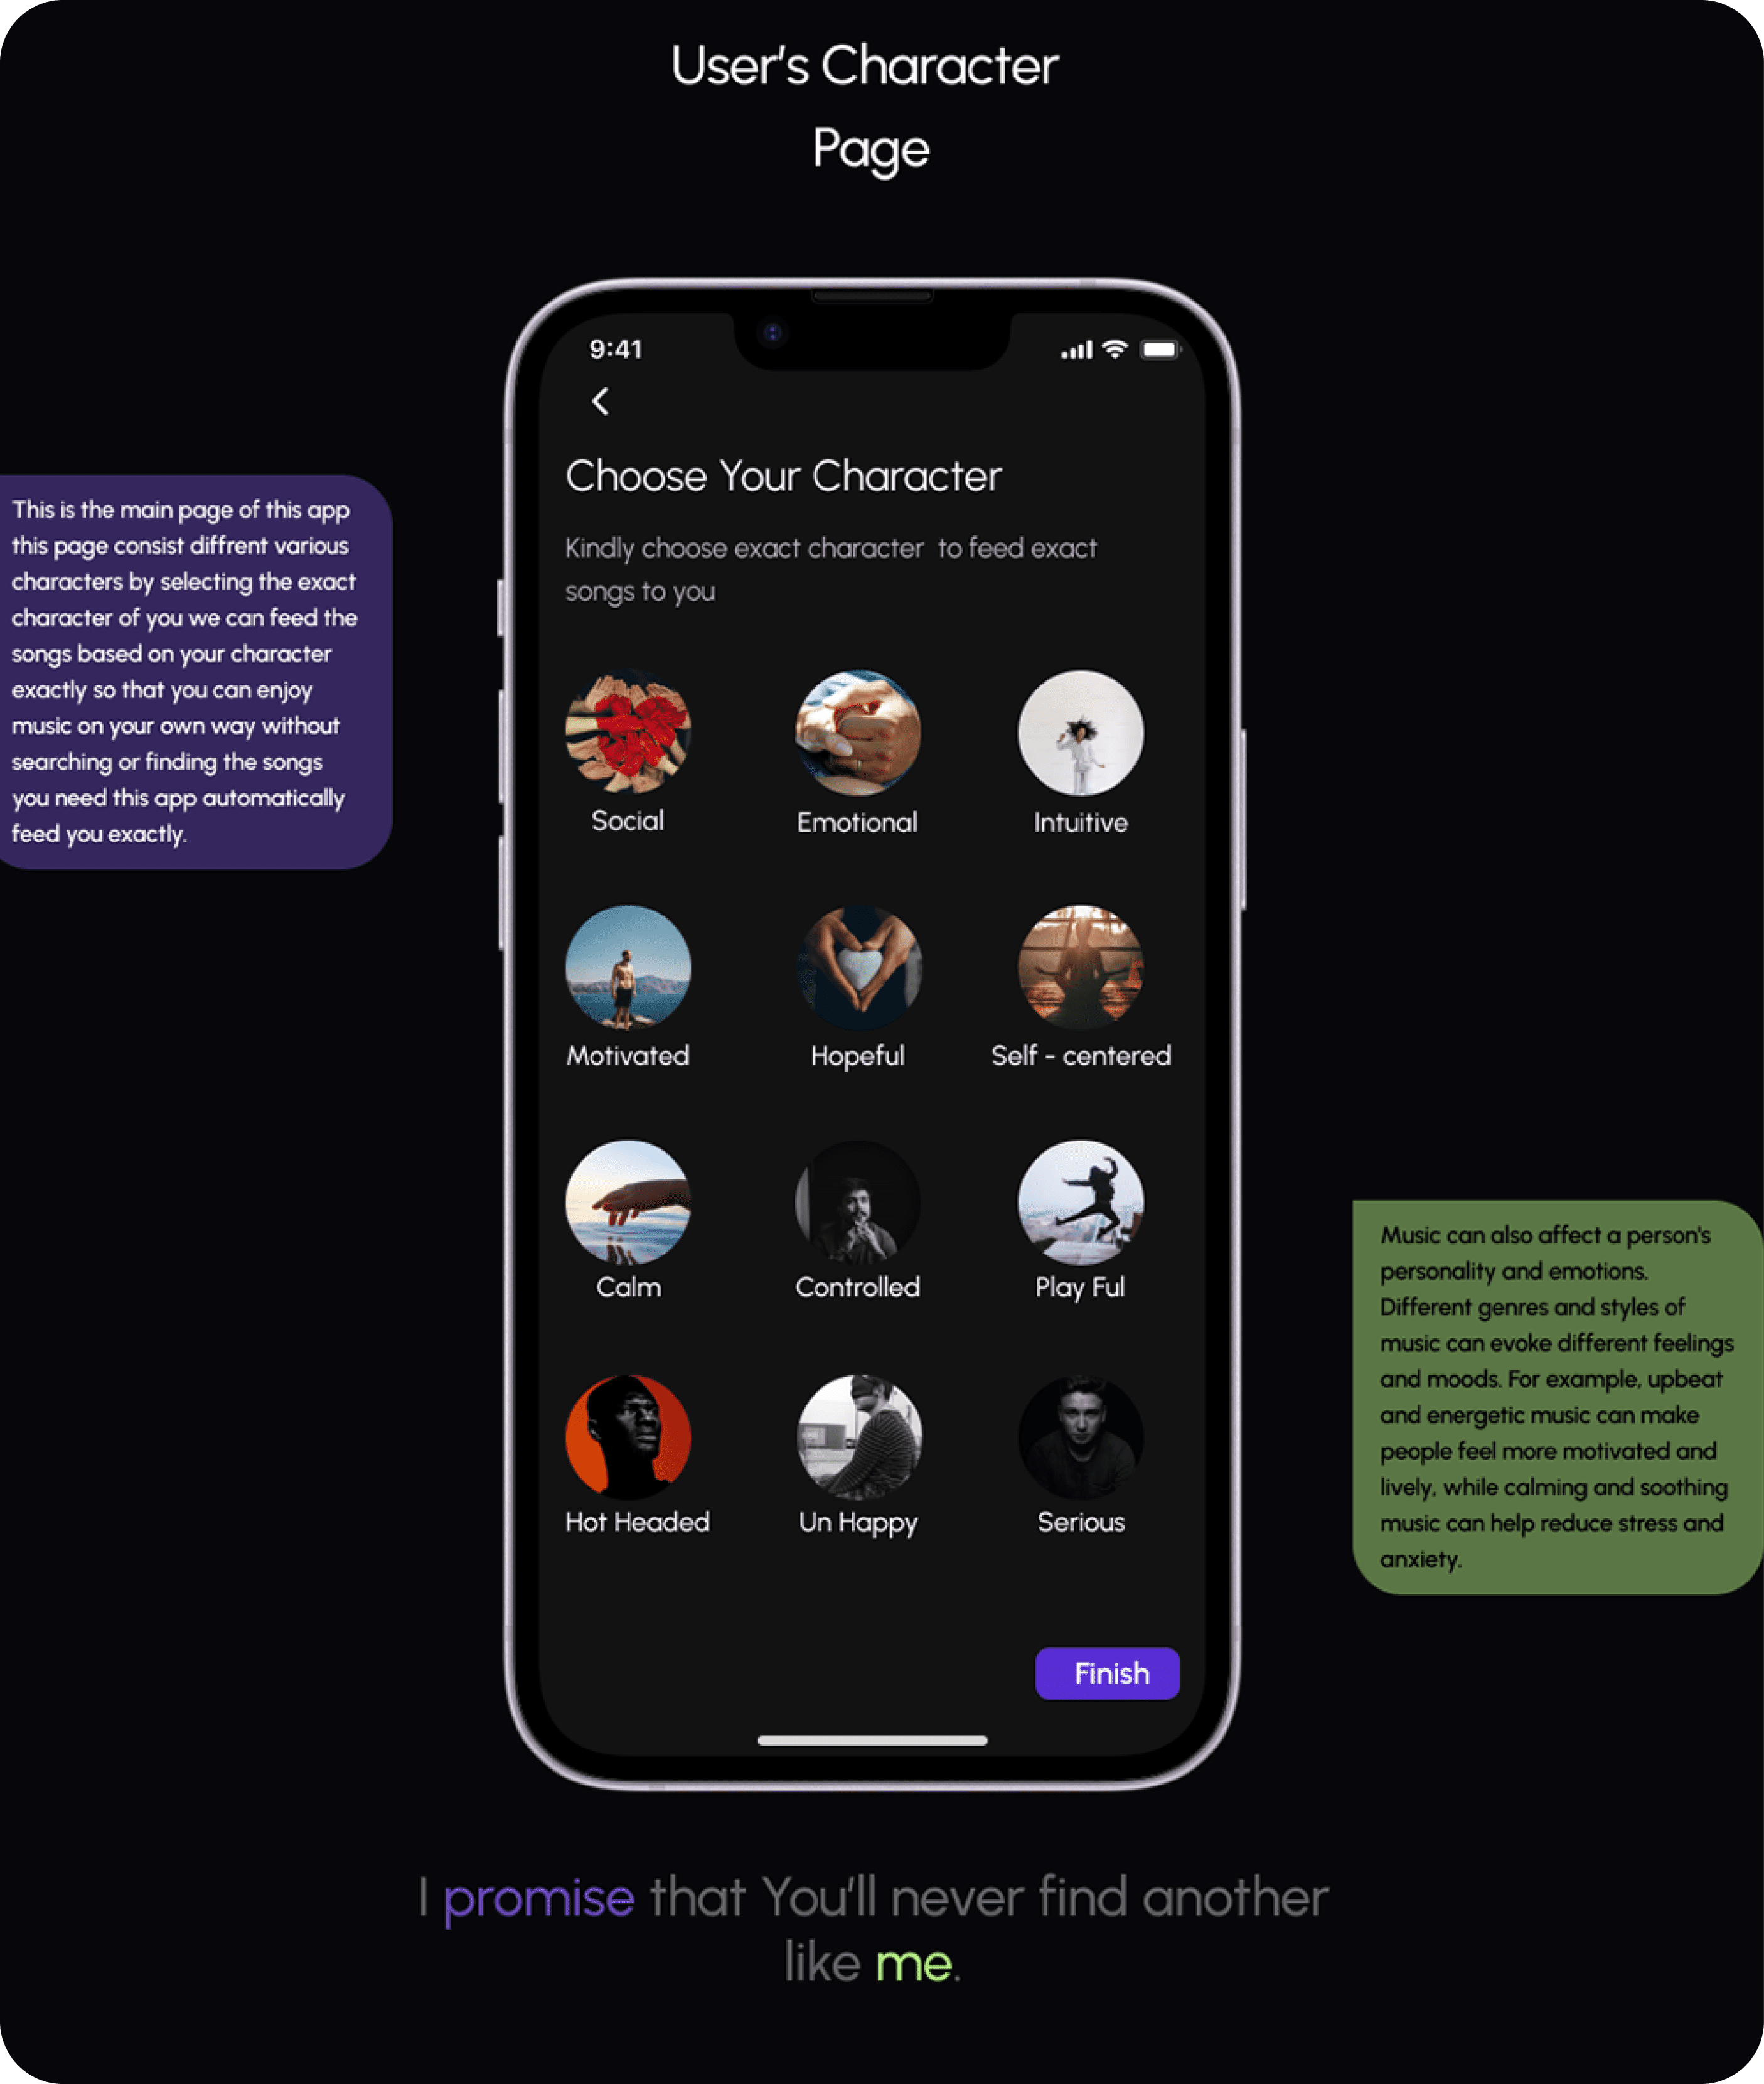 User's Character
Page
9:41
Choose Your Character
Kindly choose exact character to feed exact
songs to you
This is the main page of this app
this page consist diffrent various
characters by selecting the exact
character of you we can feed the
songs based on your character
exactly so that you can enjoy
music on your own way without
searching or finding the songs
you need this app automatically
feed you exactly.
Social
Emotional
Intuitive
Motivated
Hopeful
Self - centered
Calm
Controlled
Play Ful
Hot Headed
Un Happy
Serious
Music can also affect a person's
personality and emotions.
Different genres and styles of
music can evoke different feelings
and moods. For example, upbeat
and energetic music can make
people feel more motivated and
lively, while calming and soothing
music can help reduce stress and
anxiety.
Finish
I promise that You'll never find another
like me.